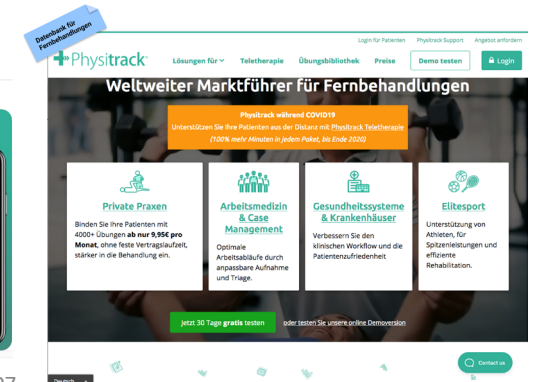 Datenbank für
Fernbehandlungen
Login für Patienten Physitrack Support Angebot anfordern
Physitrack
Lösungen für Teletherapie Übungsbibliothek Preise Demo testen Login
Weltweiter Marktführer für Fernbehandlungen
Physitrack während COVID19
Unterstützen Sie Ihre Patienten aus der Distanz mit Physitrack Teletherapie
(100% mehr Minuten in jedem Paket, bis Ende 2020)
Private Praxen
Binden Sie Ihre Patienten mit
4000+ Übungen ab nur 9,95€ pro
Monat, ohne feste Vertragslaufzeit,
stärker in die Behandlung ein.
Arbeitsmedizin
& Case
Management
Optimale
Arbeitsabläufe durch
anpassbare Aufnahme
und Triage.
Gesundheitssysteme
& Krankenhäuser
Verbessern Sie den
klinischen Workflow und die
Patientenzufriedenheit
Elitesport
Unterstützung von
Athleten, für
Spitzenleistungen und
effiziente
Rehabilitation.
Jetzt 30 Tage gratis testen oder testen Sie unsere online Demoversion
Contact us
Deutsch